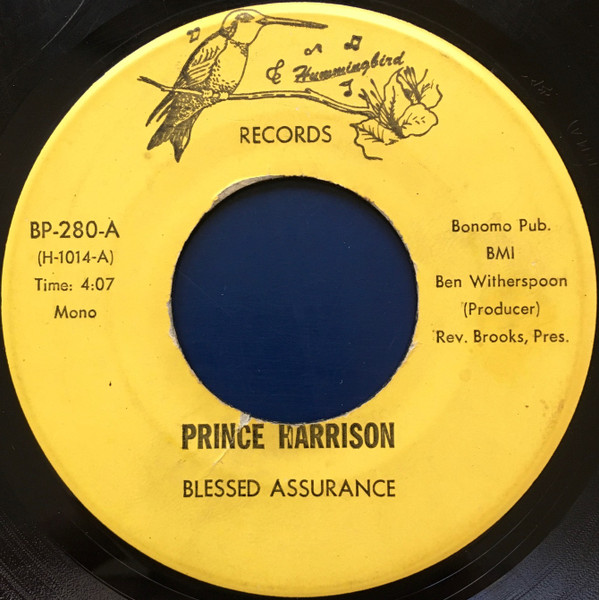 Hummingbird
RECORDS
BP-280-A
(H-1014-A)
Time: 4:07
Mono
Bonomo Pub.
BMI
Ben Witherspoon
(Producer)
Rev. Brooks, Pres.
PRINCE HARRISON
BLESSED ASSURANCE